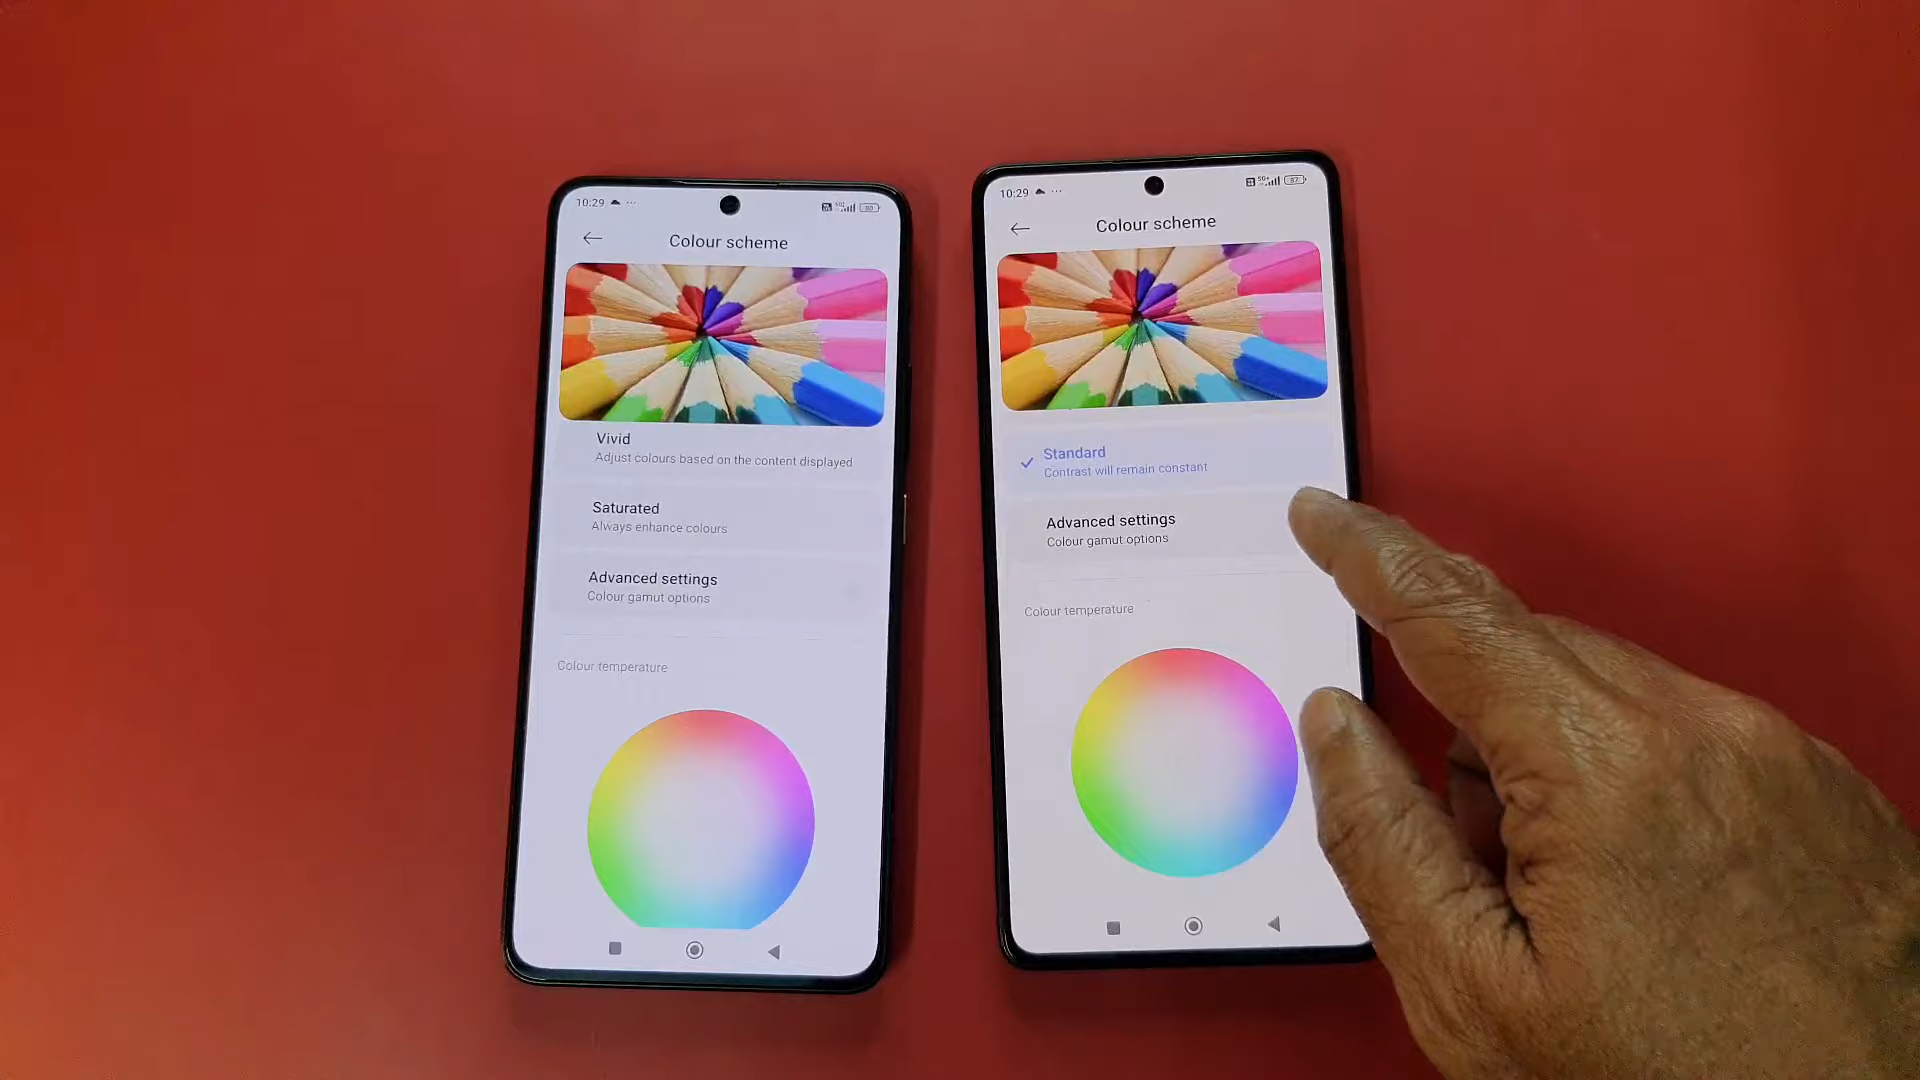 10:29
Colour scheme
Vivid
Adjust colours based on the content displayed
Saturated
Always enhance colours
Advanced settings
Colour gamut options
Colour temperature
10:29
5G+
87
Colour scheme
Standard
Contrast will remain constant
Advanced settings
Colour gamut options
Colour temperature